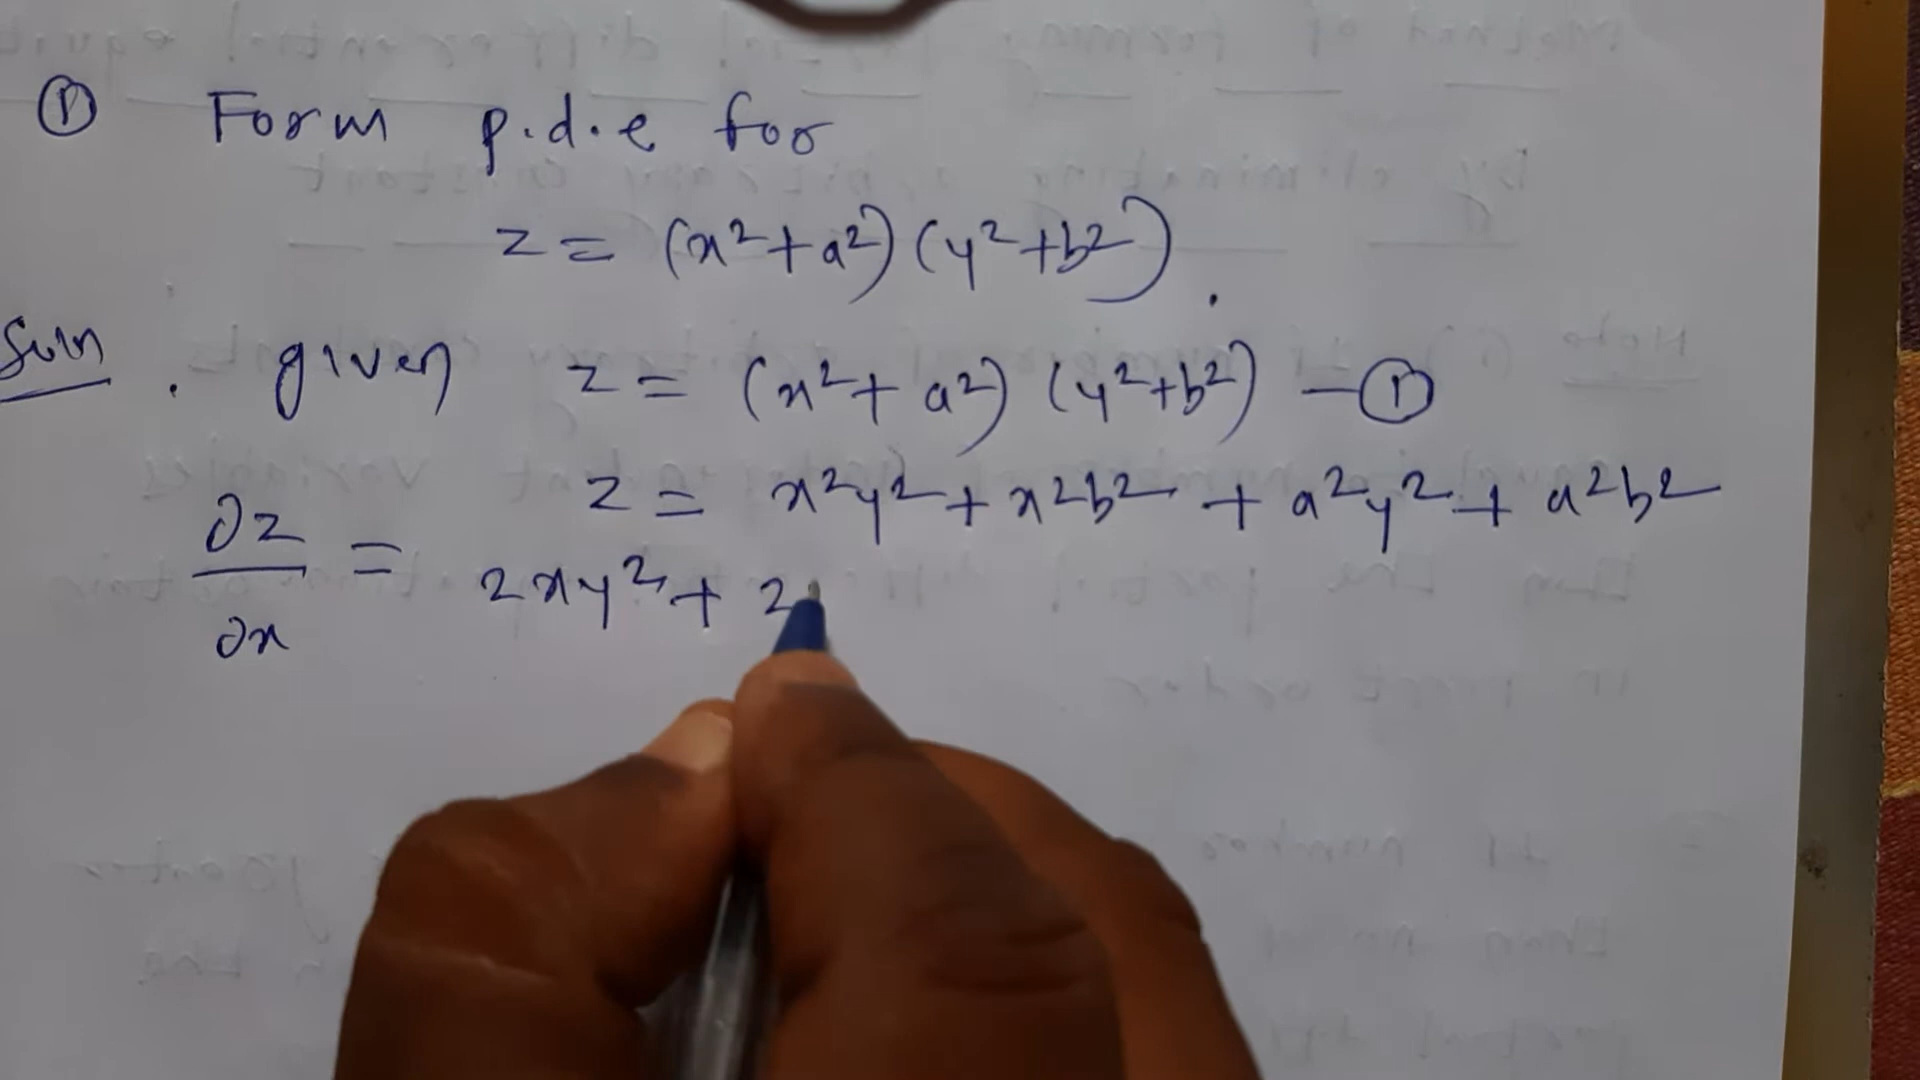 ① Form p.d.e for
z = (x²+a²)(y²+b²).
Soln. given z = (x²+a²)(y²+b²) —①
z = x²y²+x²b²+a²y²+a²b²
∂z/∂x = 2xy²+2